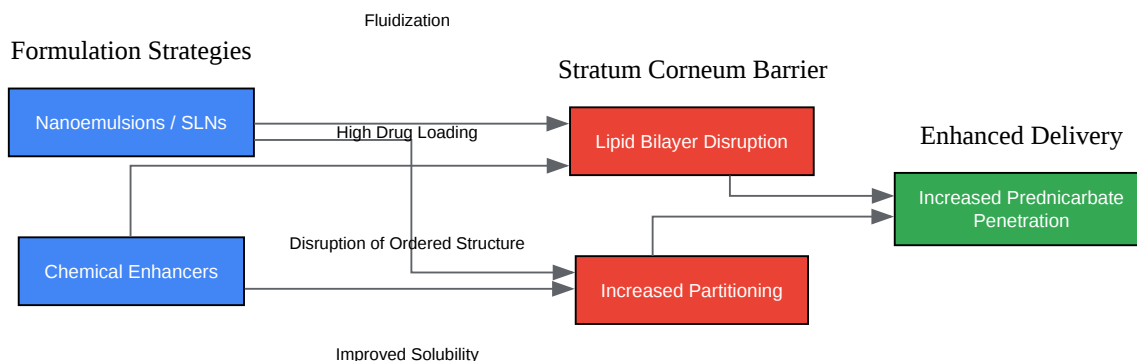 Fluidization
Formulation Strategies
Stratum Corneum Barrier
Nanoemulsions / SLNs
High Drug Loading
Lipid Bilayer Disruption
Enhanced Delivery
Increased Prednicarbate
Penetration
Disruption of Ordered Structure
Chemical Enhancers
Increased Partitioning
Improved Solubility